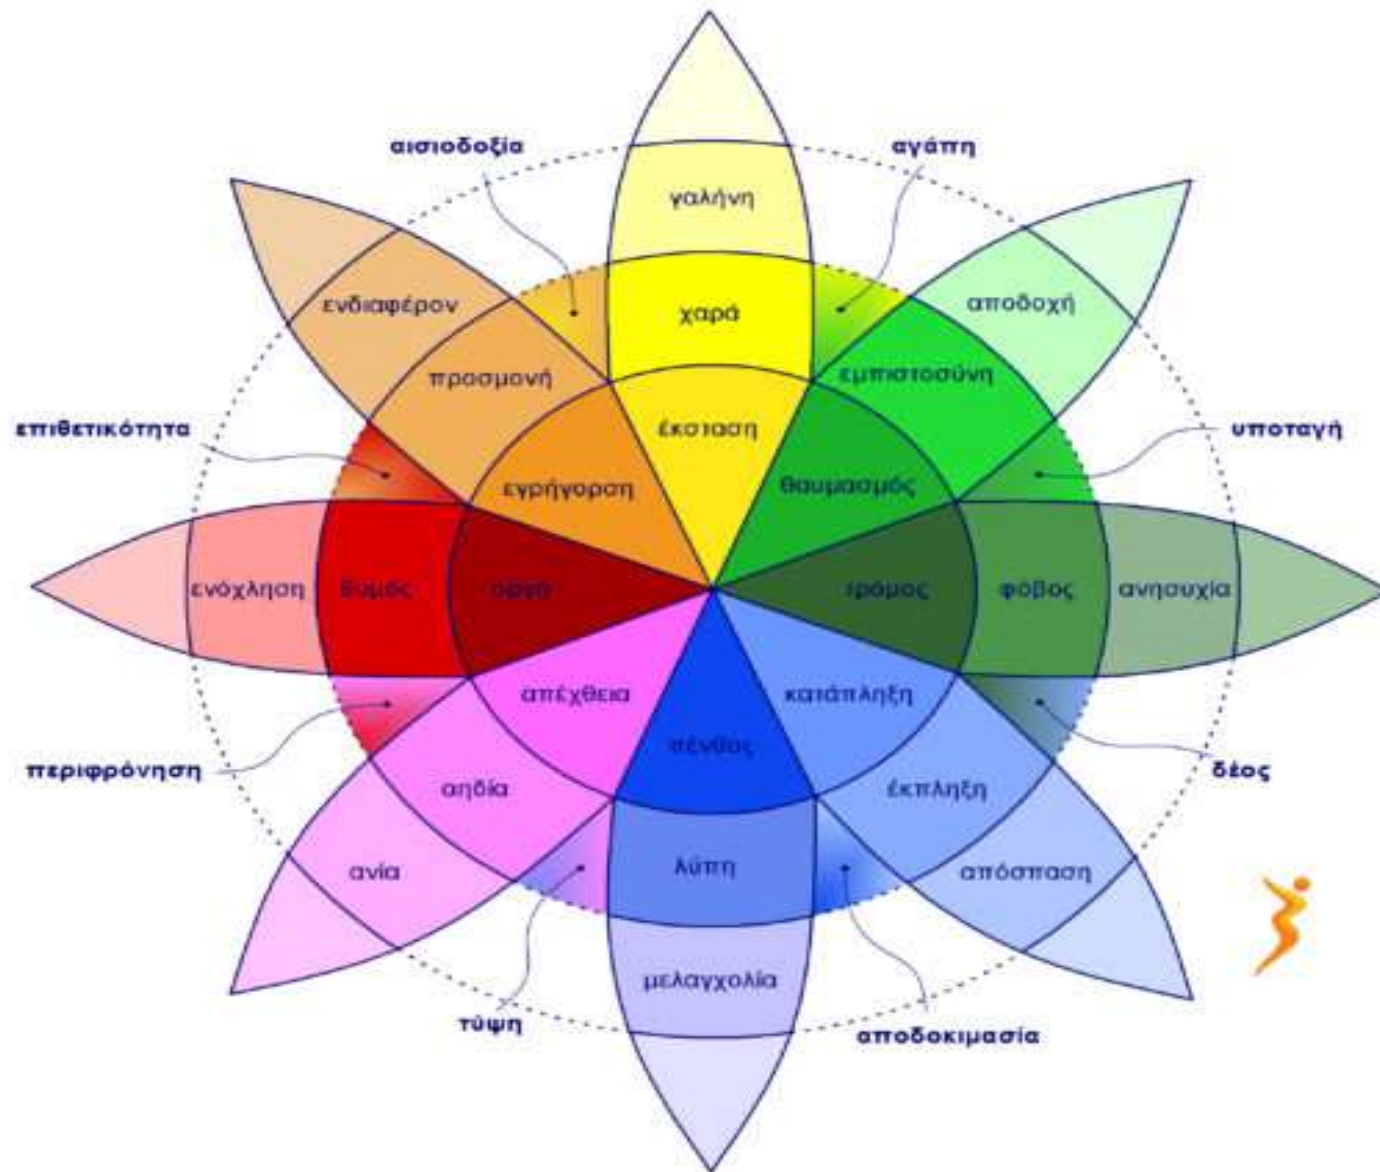 αισιοδοξία
αγάπη
γαλήνη
ενδιαφέρον
αποδοχή
χαρά
προσμονή
εμπιστοσύνη
επιθετικότητα
έκσταση
υποταγή
εγρήγορση
θαυμασμός
ενόχληση
θυμός
οργή
τρόμος
φόβος
ανησυχία
απέχθεια
κατάπληξη
πένθος
περιφρόνηση
δέος
αηδία
έκπληξη
ανία
λύπη
απόσπαση
μελαγχολία
τύψη
αποδοκιμασία